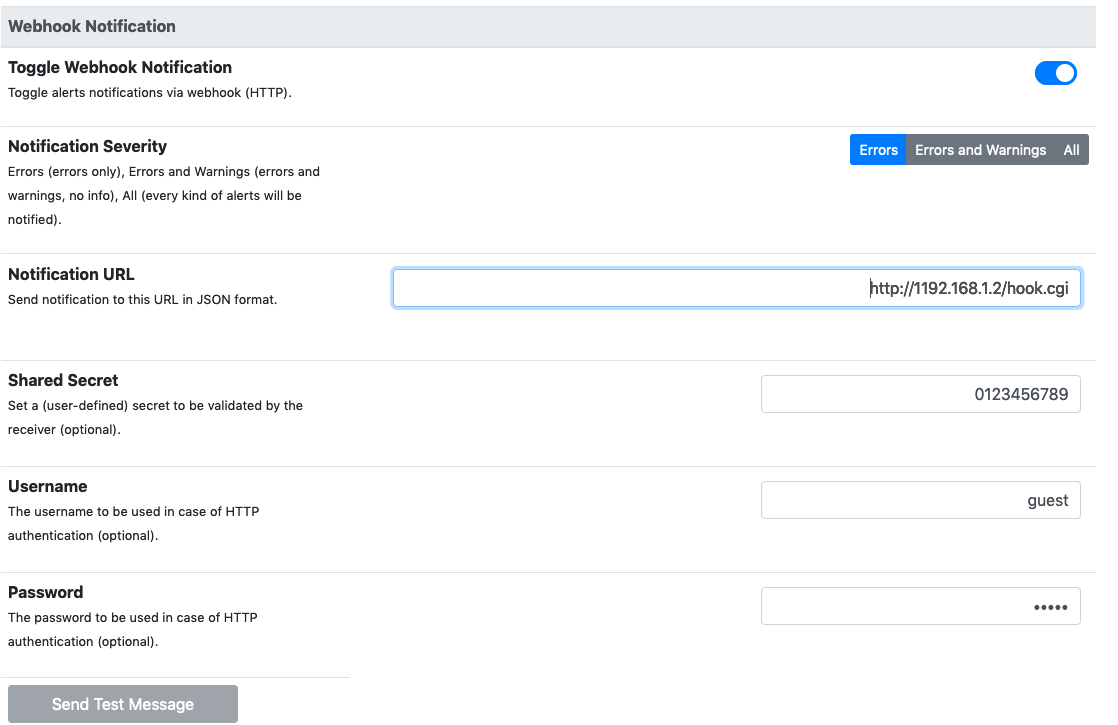 Webhook Notification
Toggle Webhook Notification
Toggle alerts notifications via webhook (HTTP).
Notification Severity
Errors Errors and Warnings All
Errors (errors only), Errors and Warnings (errors and
warnings, no info), All (every kind of alerts will be
notified).
Notification URL
Send notification to this URL in JSON format.
http://1192.168.1.2/hook.cgi
Shared Secret
Set a (user-defined) secret to be validated by the
receiver (optional).
0123456789
Username
The username to be used in case of HTTP
authentication (optional).
guest
Password
The password to be used in case of HTTP
authentication (optional).
•••••
Send Test Message